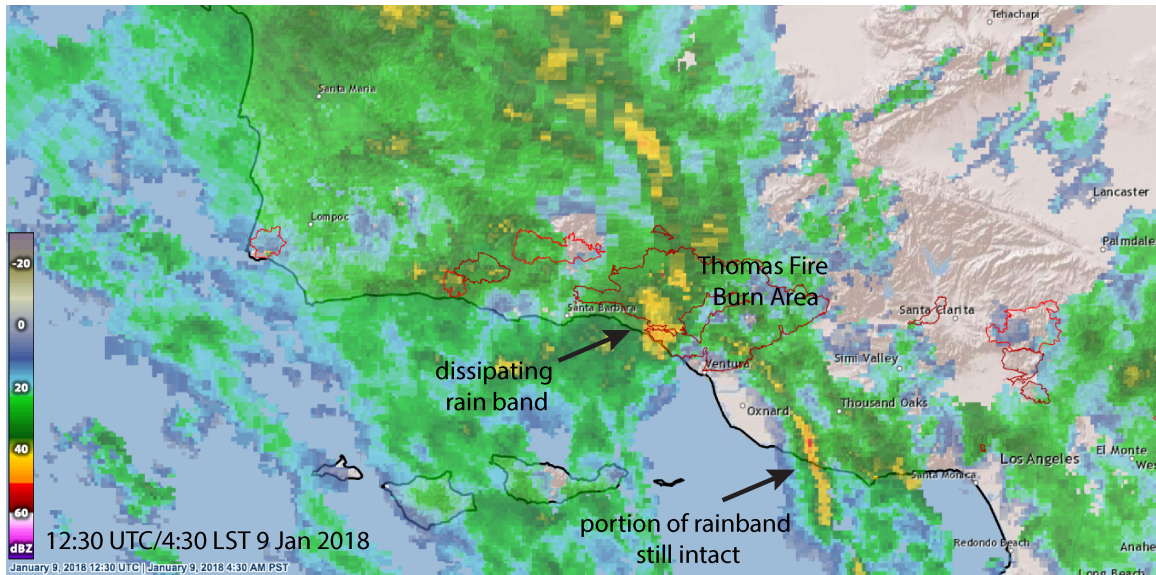 Tehachapi
Santa Maria
Lancaster
Lompoc
Palmdale
Thomas Fire
Burn Area
-20
0
20
40
60
dBZ
Santa Barbara
Santa Clarita
dissipating
rain band
Ventura
Simi Valley
Oxnard
Thousand Oaks
El Monte
Los Angeles
Wes
Santa Monica
portion of rainband
still intact
12:30 UTC/4:30 LST 9 Jan 2018
Redondo Beach
Anahe
Long Beach
January 9, 2018 12:30 UTC | January 9, 2018 4:30 AM PST